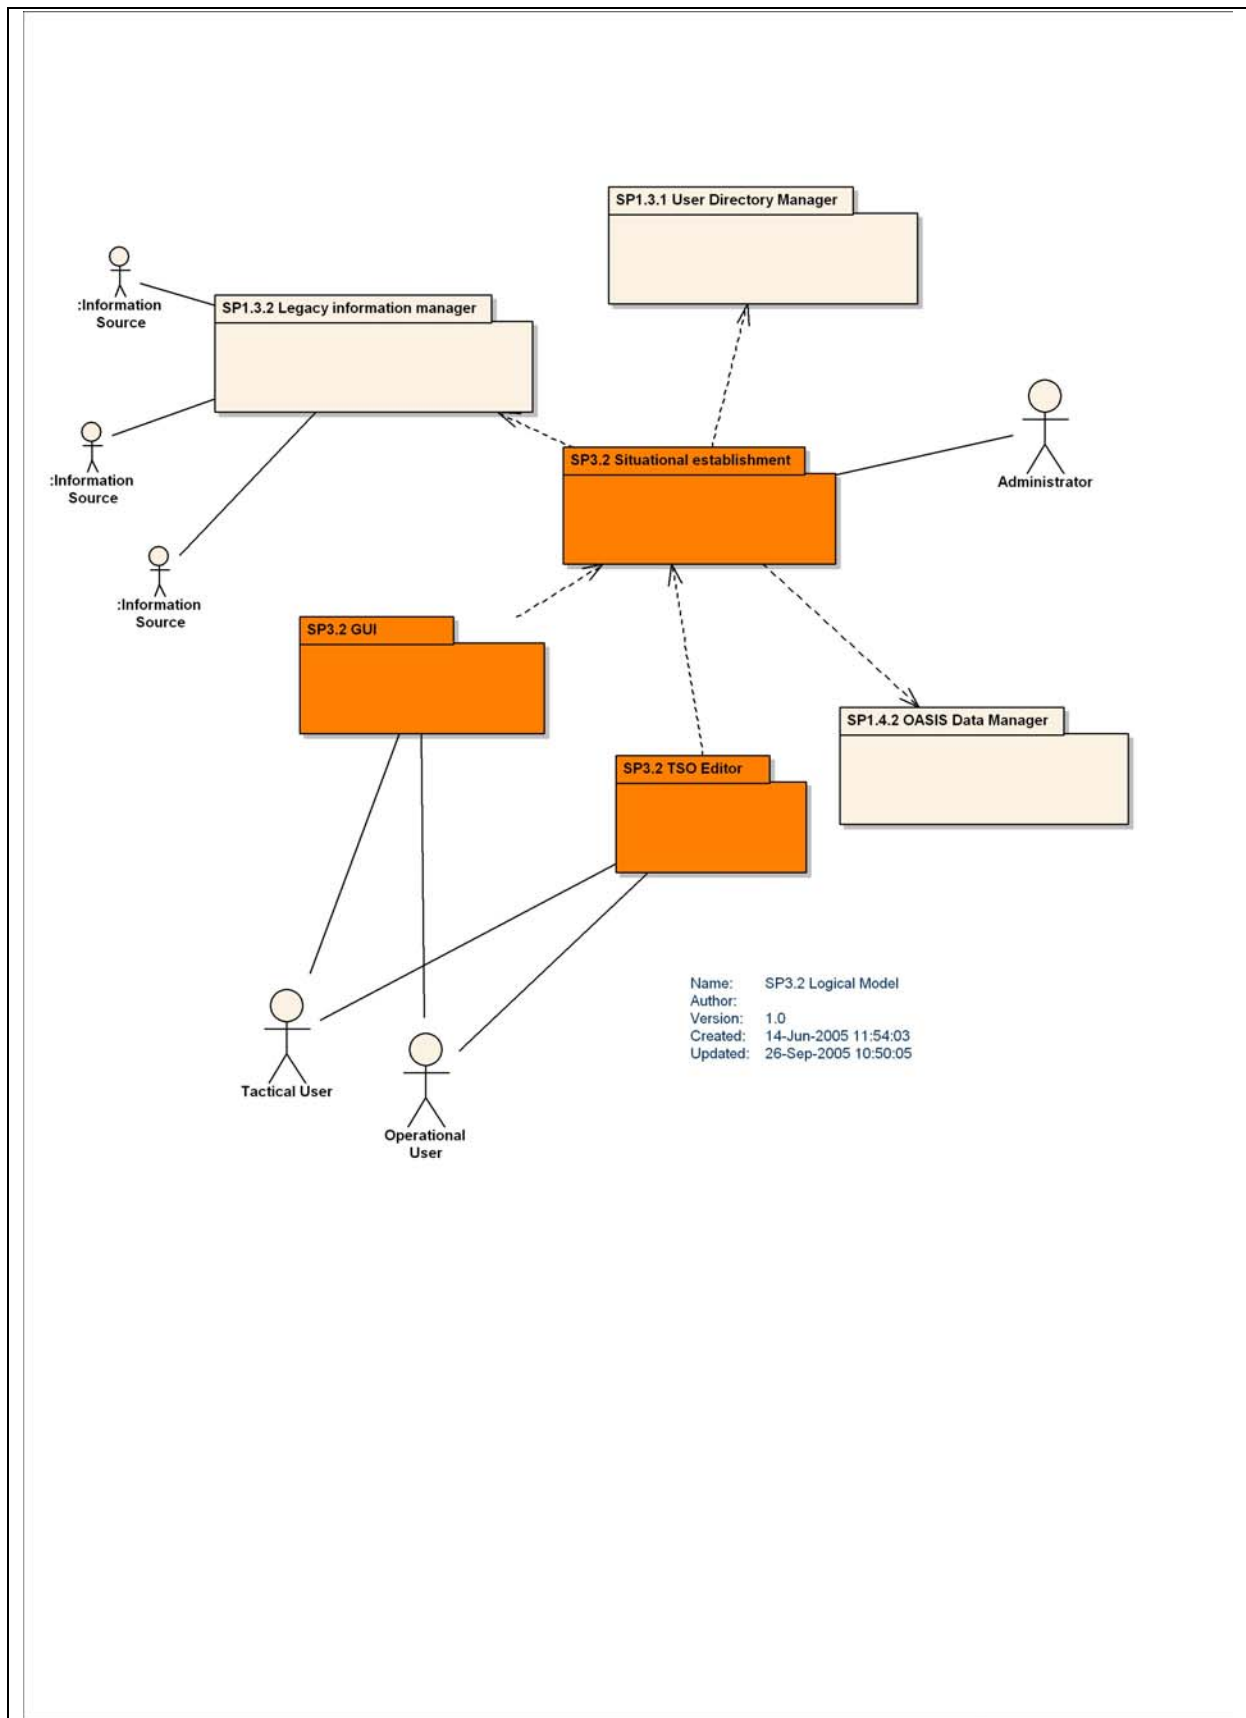 SP1.3.1 User Directory Manager
:Information
Source
SP1.3.2 Legacy information manager
:Information
Source
SP3.2 Situational establishment
Administrator
:Information
Source
SP3.2 GUI
SP1.4.2 OASIS Data Manager
SP3.2 TSO Editor
Name: SP3.2 Logical Model
Author:
Version: 1.0
Created: 14-Jun-2005 11:54:03
Updated: 26-Sep-2005 10:50:05
Tactical User
Operational
User